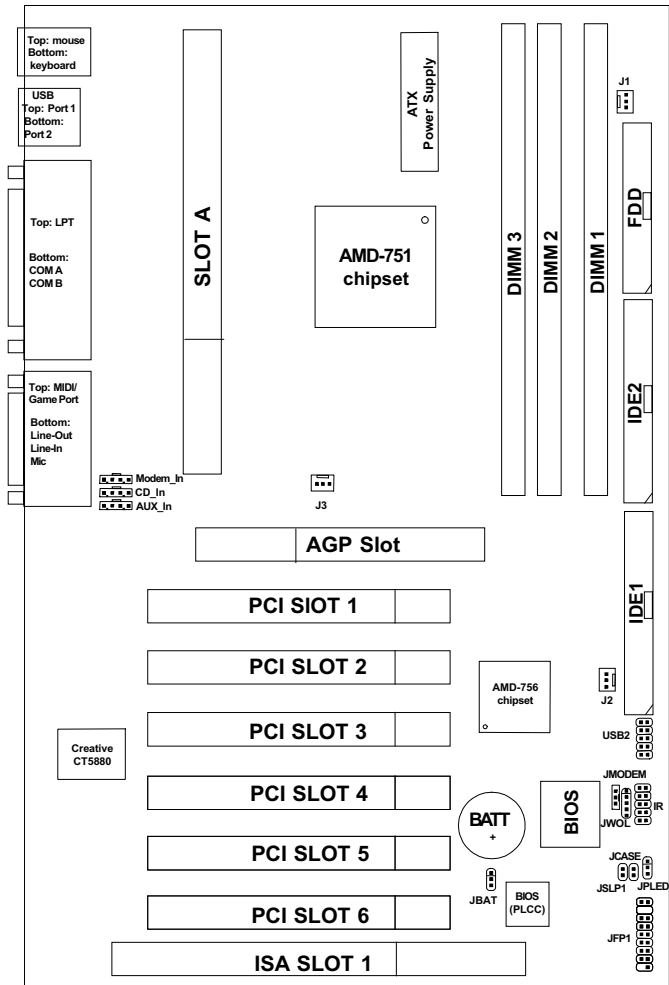 Top: mouse
Bottom:
keyboard
USB
Top: Port 1
Bottom:
Port 2
Top: LPT
Bottom:
COM A
COM B
Top: MIDI/
Game Port
Bottom:
Line-Out
Line-In
Mic
SLOT A
ATX
Power Supply
AMD-751
chipset
DIMM 3
DIMM 2
DIMM 1
J1
FDD
IDE2
IDE1
Modem_In
CD_In
AUX_In
J3
AGP Slot
PCI SlOT 1
PCI SLOT 2
PCI SLOT 3
PCI SLOT 4
PCI SLOT 5
PCI SLOT 6
ISA SLOT 1
AMD-756
chipset
J2
USB2
Creative
CT5880
JMODEM
IR
JWOL
BATT
+
BIOS
JCASE
JSLP1
JPLED
JBAT
BIOS
(PLCC)
JFP1